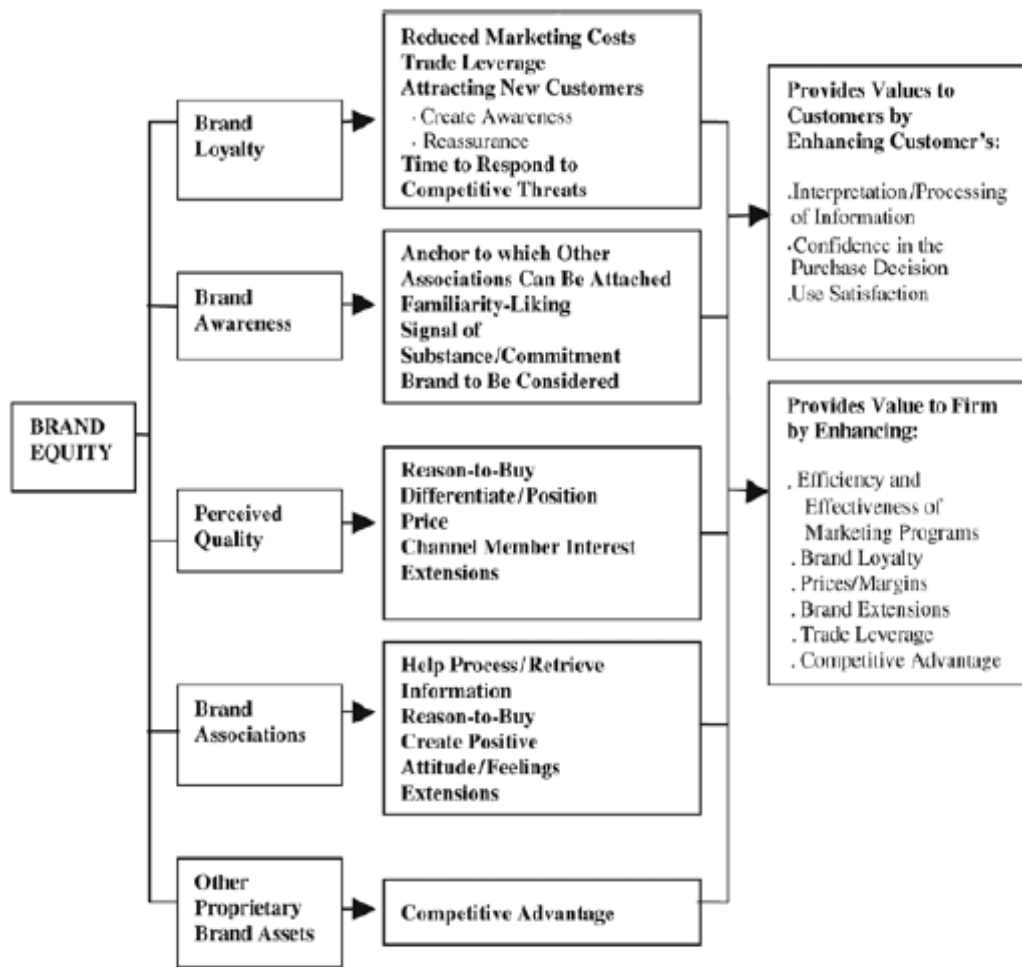 BRAND
EQUITY
Brand
Loyalty
Reduced Marketing Costs
Trade Leverage
Attracting New Customers
· Create Awareness
· Reassurance
Time to Respond to
Competitive Threats
Brand
Awareness
Anchor to which Other
Associations Can Be Attached
Familiarity-Liking
Signal of
Substance/Commitment
Brand to Be Considered
Perceived
Quality
Reason-to-Buy
Differentiate/Position
Price
Channel Member Interest
Extensions
Brand
Associations
Help Process/Retrieve
Information
Reason-to-Buy
Create Positive
Attitude/Feelings
Extensions
Other
Proprietary
Brand Assets
Competitive Advantage
Provides Values to
Customers by
Enhancing Customer's:
.Interpretation/Processing
of Information
.Confidence in the
Purchase Decision
.Use Satisfaction
Provides Value to Firm
by Enhancing:
. Efficiency and
Effectiveness of
Marketing Programs
. Brand Loyalty
. Prices/Margins
. Brand Extensions
. Trade Leverage
. Competitive Advantage